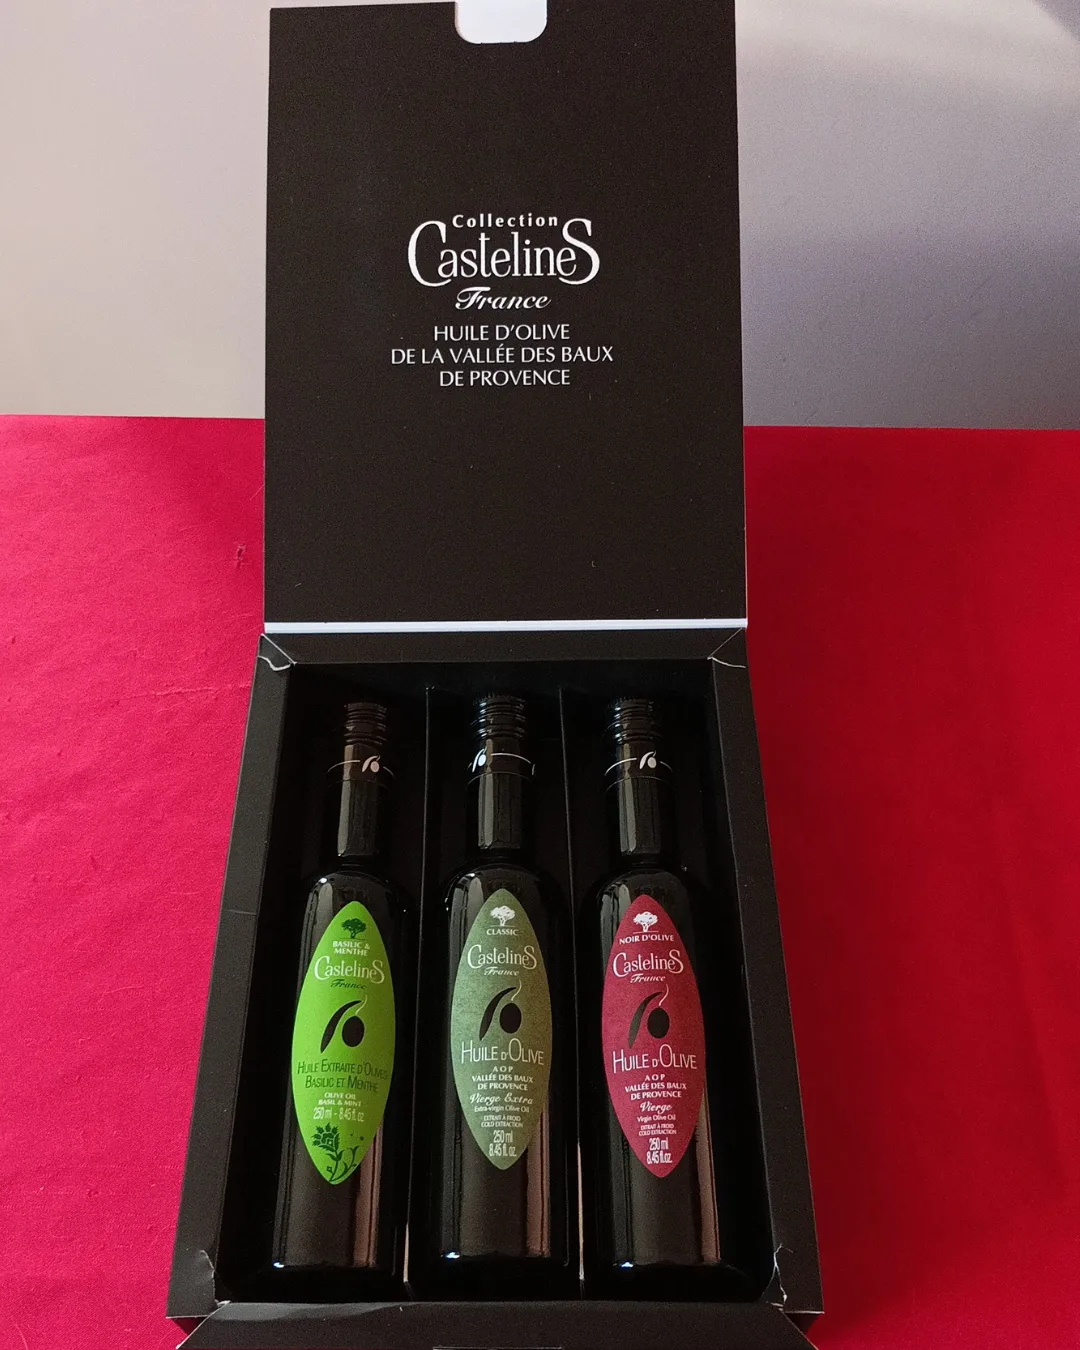 Collection
CastelineS
France
HUILE D'OLIVE
DE LA VALLÉE DES BAUX
DE PROVENCE
BASILIC &
MENTHE
CastelineS
France
HUILE EXTRAITE D'OLIVES
BASILIC ET MENTHE
OLIVE OIL
BASIL & MINT
250 ml - 8.45 fl. oz
CLASSIC
CastelineS
France
HUILE D'OLIVE
AOP
VALLÉE DES BAUX
DE PROVENCE
Vierge Extra
Extra-virgin Olive Oil
EXTRAIT À FROID
COLD EXTRACTION
250 ml
8.45 fl. oz.
NOIR D'OLIVE
CastelineS
France
HUILE D'OLIVE
AOP
VALLÉE DES BAUX
DE PROVENCE
Vierge
Virgin Olive Oil
EXTRAIT À FROID
COLD EXTRACTION
250 ml
8.45 fl. oz.